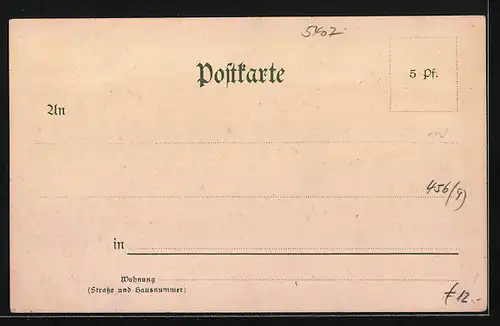 5402
Postkarte
5 Pf.
An
456/9)
in
Wohnung
(Straße und Hausnummer)
€ 12.-